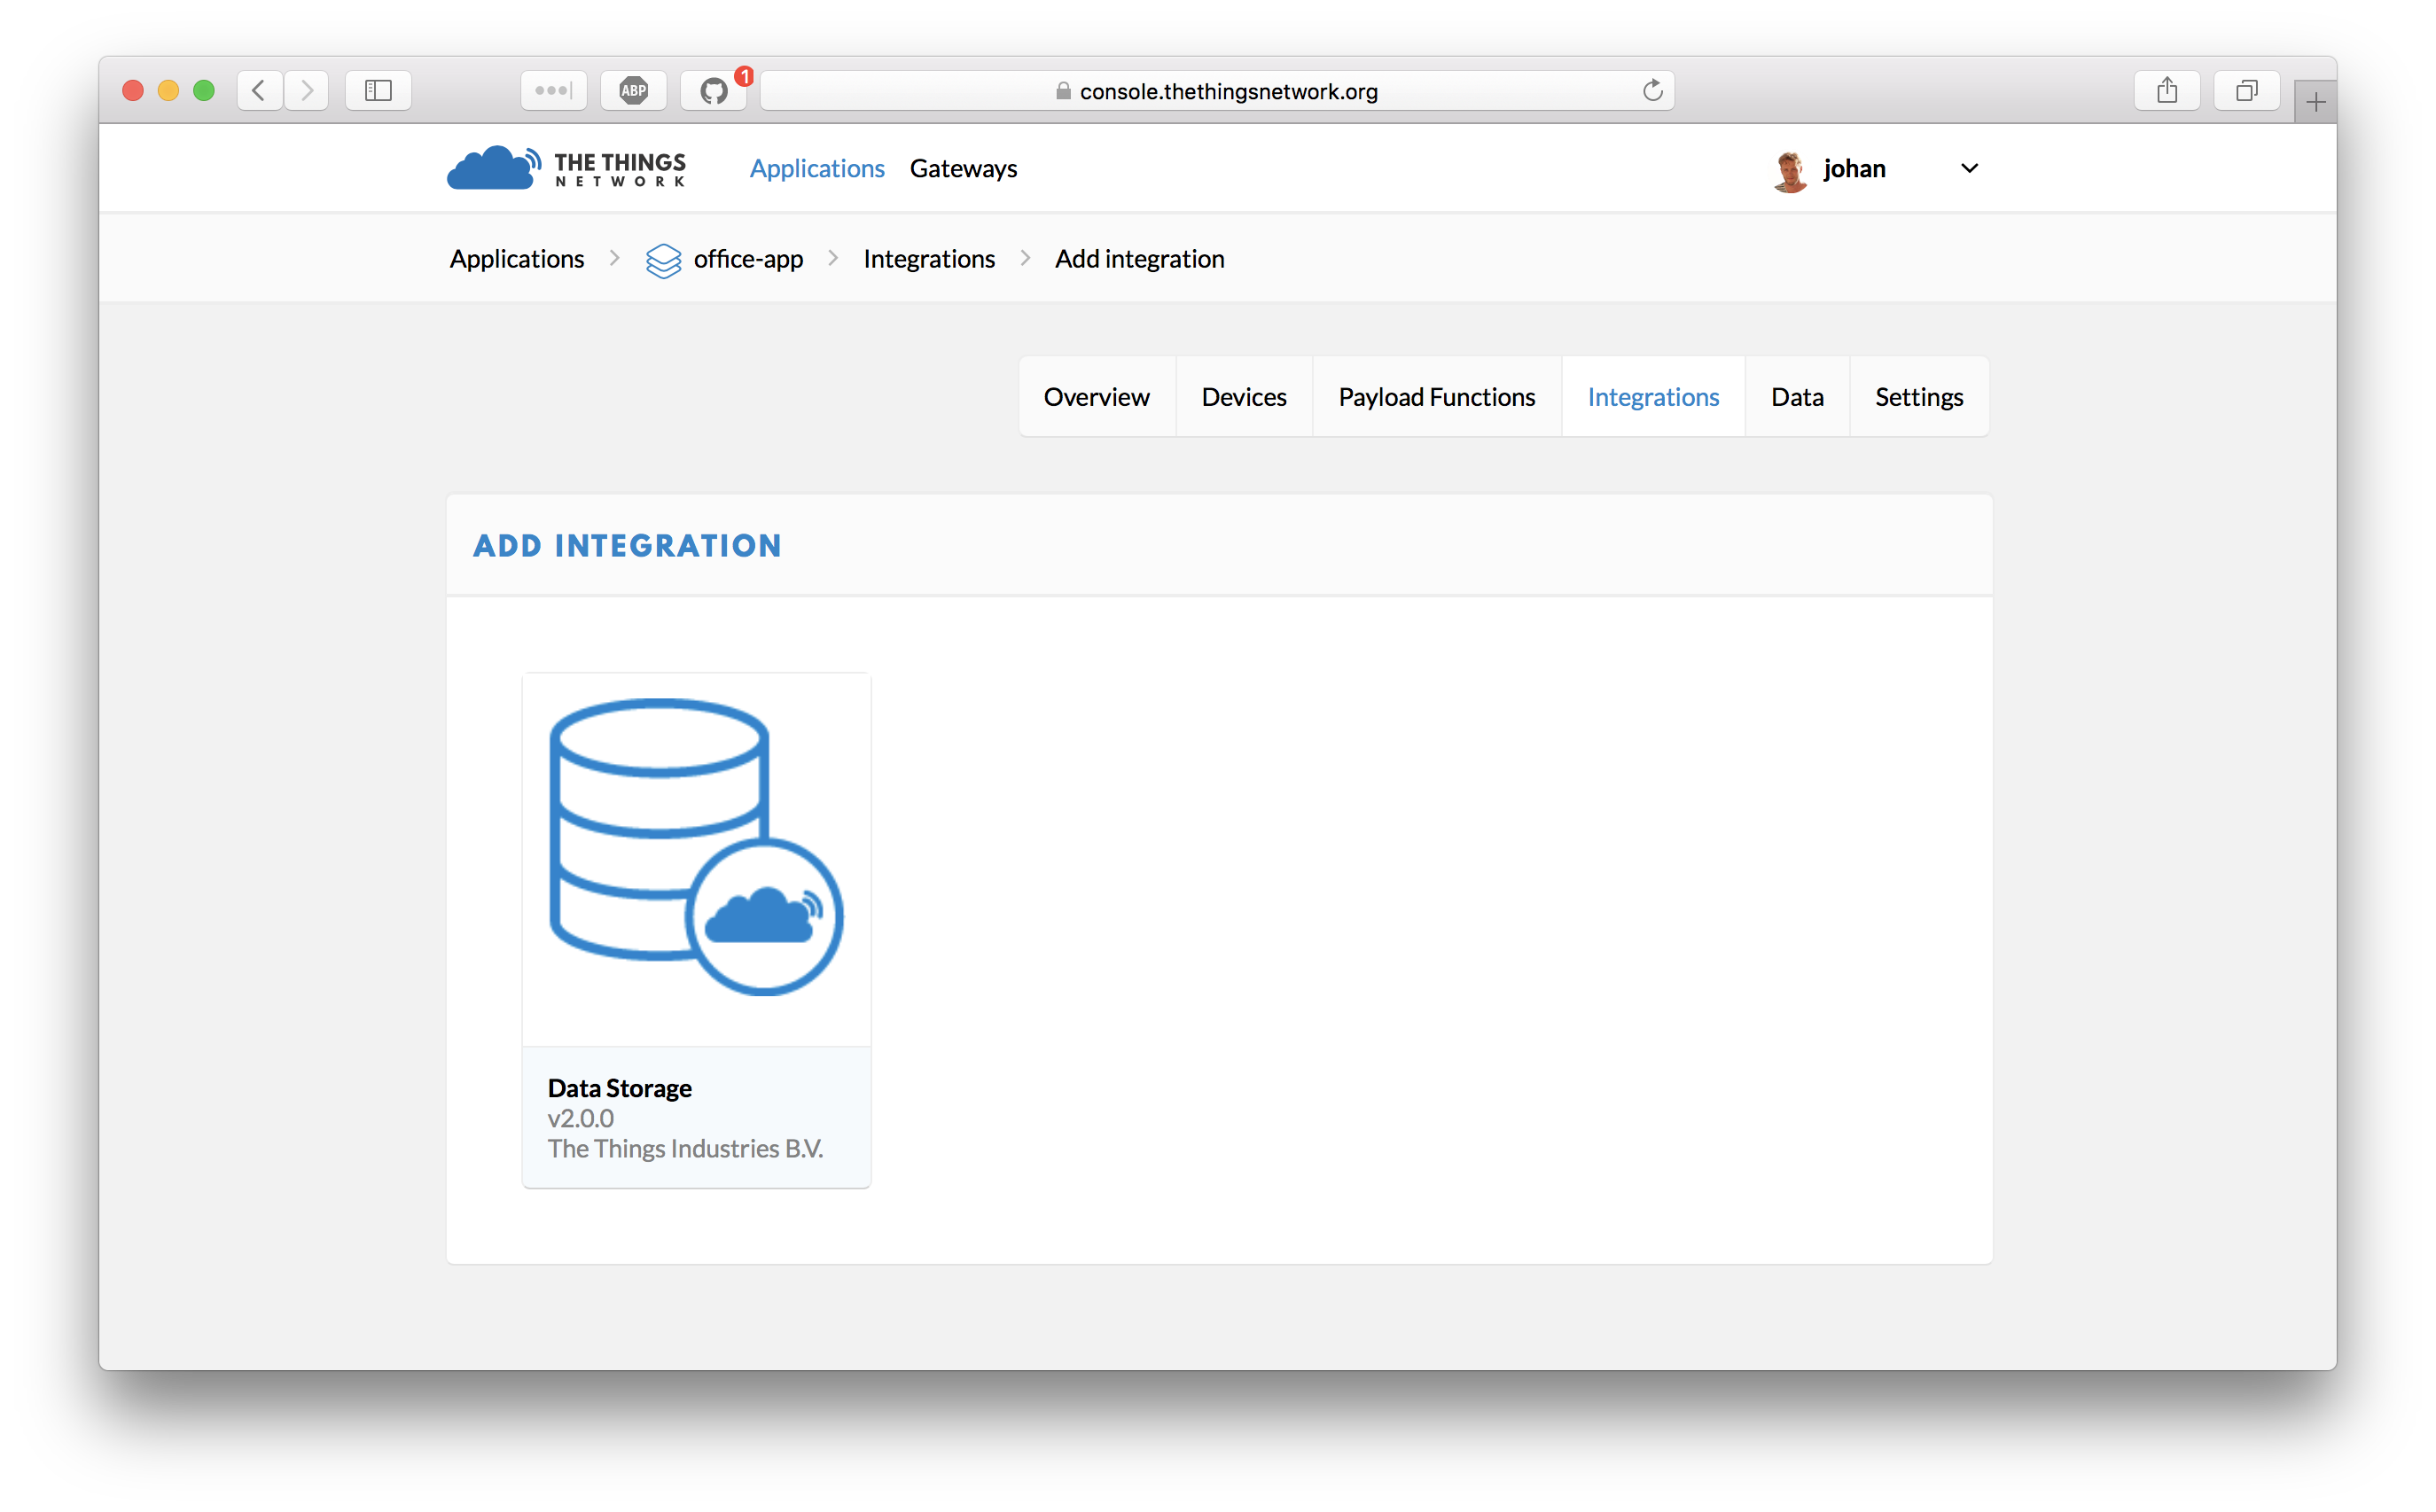 ABP
1
console.thethingsnetwork.org
THE THINGS
NETWORK
Applications
Gateways
johan
Applications
office-app
Integrations
Add integration
Overview
Devices
Payload Functions
Integrations
Data
Settings
ADD INTEGRATION
Data Storage
v2.0.0
The Things Industries B.V.